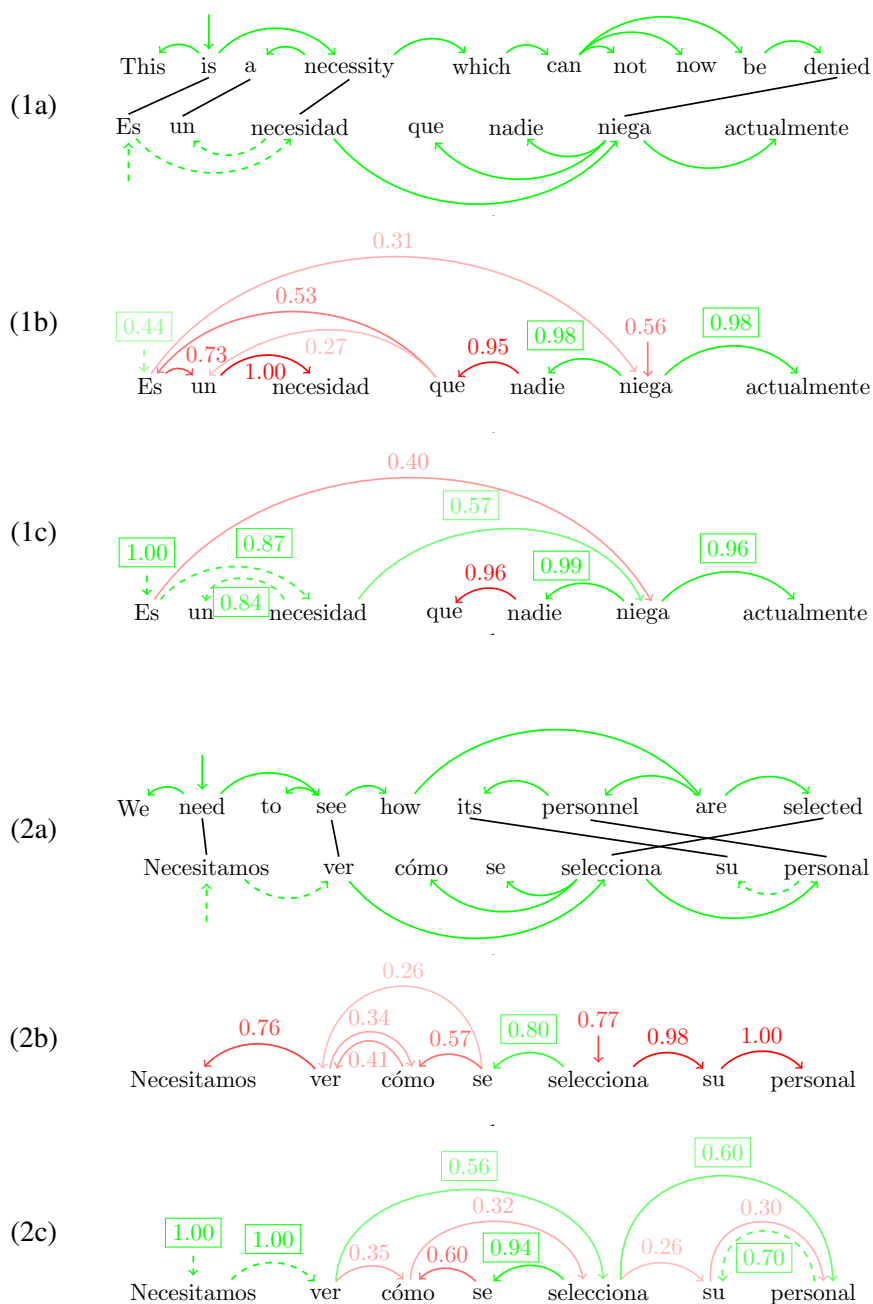 This is a necessity which can not now be denied
(1a)
Es un necesidad que nadie niega actualmente
0.31
0.53
(1b)
0.44 0.73 0.27 1.00 0.95 0.98 0.56 0.98
Es un necesidad que nadie niega actualmente
0.40
0.57
(1c)
1.00 0.87 0.84 0.96 0.99 0.96
Es un necesidad que nadie niega actualmente
We need to see how its personnel are selected
(2a)
Necesitamos ver cómo se selecciona su personal
0.26
(2b)
0.76 0.34 0.41 0.57 0.80 0.77 0.98 1.00
Necesitamos ver cómo se selecciona su personal
0.56 0.60
0.32 0.30
(2c)
1.00 1.00 0.35 0.60 0.94 0.26 0.70
Necesitamos ver cómo se selecciona su personal